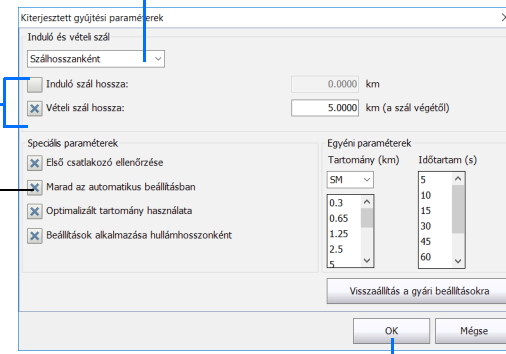 Kiterjesztett gyűjtési paraméterek
Induló és vételi szál
Szálhosszanként
Induló szál hossza: 0.0000 km
Vételi szál hossza: 5.0000 km (a szál végétől)
Speciális paraméterek
Első csatlakozó ellenőrzése
Marad az automatikus beállításban
Optimalizált tartomány használata
Beállítások alkalmazása hullámhosszonként
Egyéni paraméterek
Tartomány (km) Időtartam (s)
SM
0.3
0.65
1.25
2.5
5
5
10
15
30
45
60
Visszaállítás a gyári beállításokra
OK Mégse